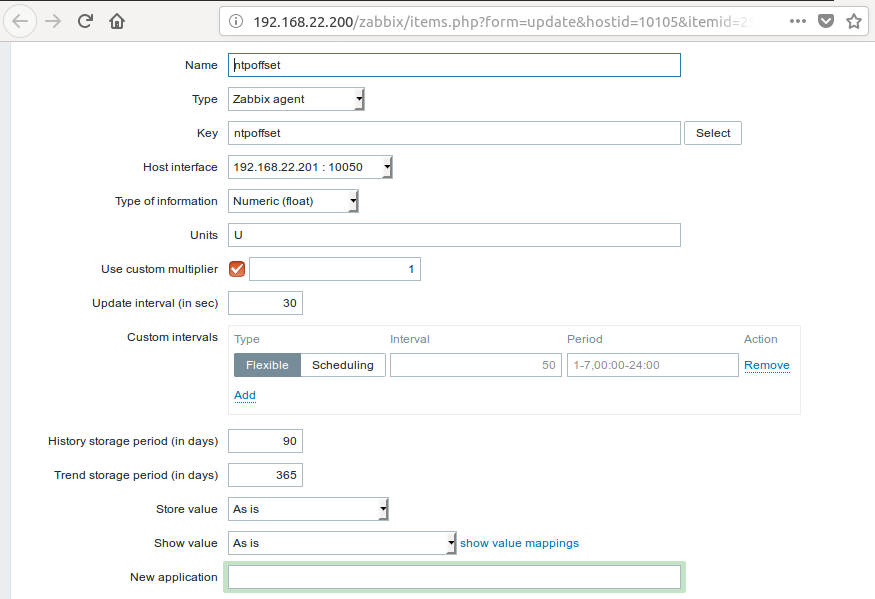 192.168.22.200/zabbix/items.php?form=update&hostid=10105&itemid=2
Name ntpoffset
Type Zabbix agent
Key ntpoffset Select
Host interface 192.168.22.201 : 10050
Type of information Numeric (float)
Units U
Use custom multiplier 1
Update interval (in sec) 30
Custom intervals Type Interval Period Action
Flexible Scheduling 50 1-7,00:00-24:00 Remove
Add
History storage period (in days) 90
Trend storage period (in days) 365
Store value As is
Show value As is show value mappings
New application